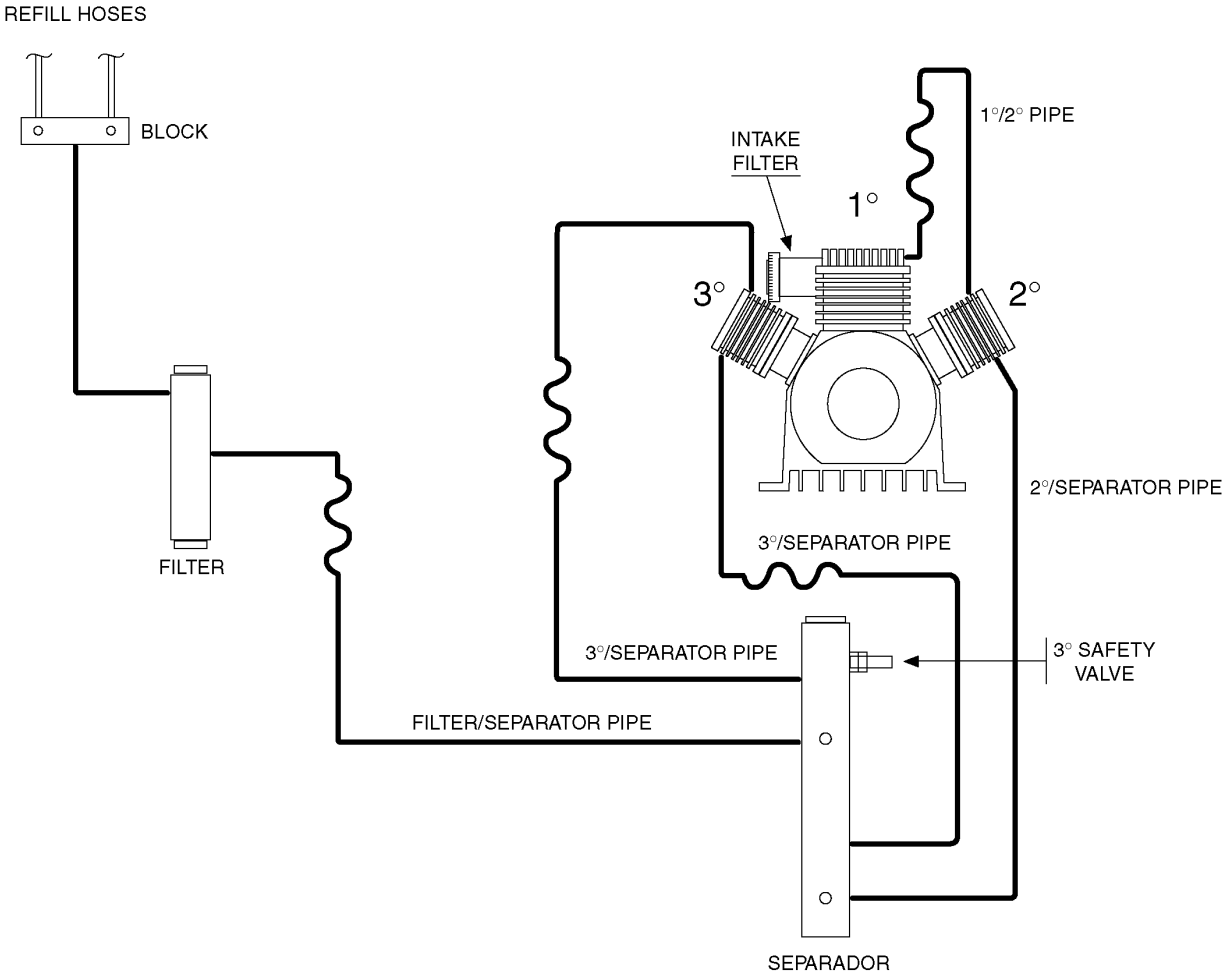 REFILL HOSES
BLOCK
1°/2° PIPE
INTAKE
FILTER
1°
3°
2°
2°/SEPARATOR PIPE
3°/SEPARATOR PIPE
FILTER
3°/SEPARATOR PIPE
3° SAFETY
VALVE
FILTER/SEPARATOR PIPE
SEPARADOR